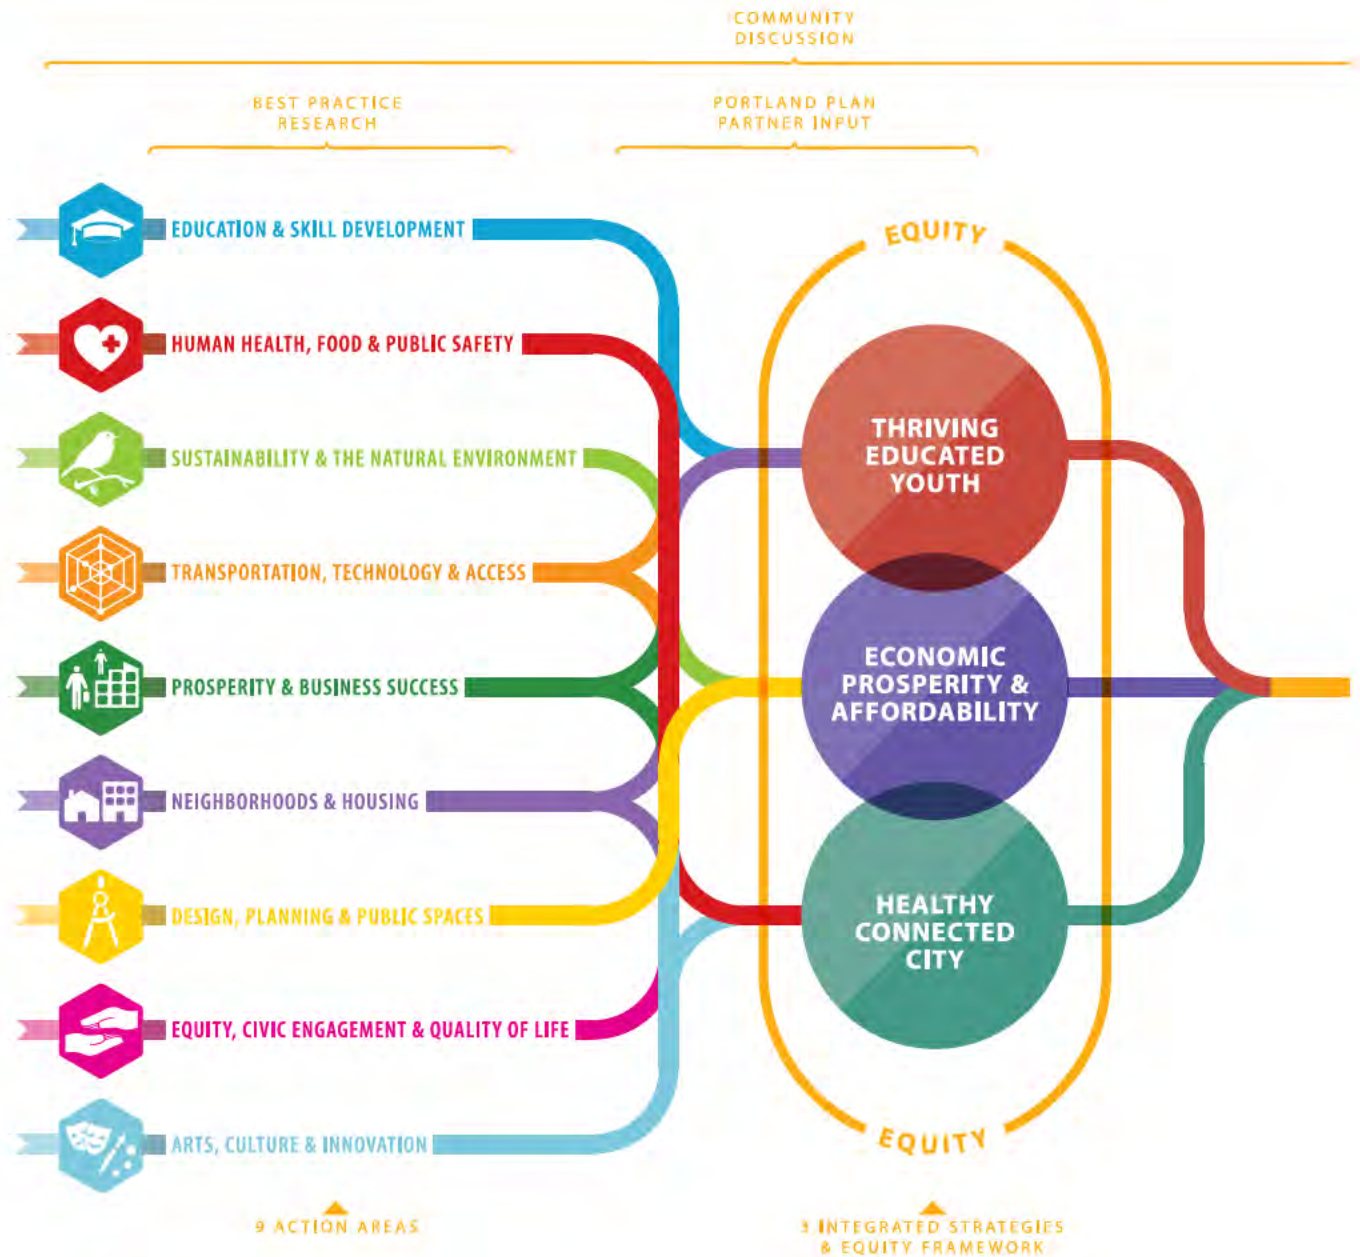 COMMUNITY
DISCUSSION
BEST PRACTICE
RESEARCH
PORTLAND PLAN
PARTNER INPUT
EDUCATION & SKILL DEVELOPMENT
HUMAN HEALTH, FOOD & PUBLIC SAFETY
SUSTAINABILITY & THE NATURAL ENVIRONMENT
TRANSPORTATION, TECHNOLOGY & ACCESS
PROSPERITY & BUSINESS SUCCESS
NEIGHBORHOODS & HOUSING
DESIGN, PLANNING & PUBLIC SPACES
EQUITY, CIVIC ENGAGEMENT & QUALITY OF LIFE
ARTS, CULTURE & INNOVATION
EQUITY
THRIVING
EDUCATED
YOUTH
ECONOMIC
PROSPERITY &
AFFORDABILITY
HEALTHY
CONNECTED
CITY
EQUITY
9 ACTION AREAS
3 INTEGRATED STRATEGIES
& EQUITY FRAMEWORK